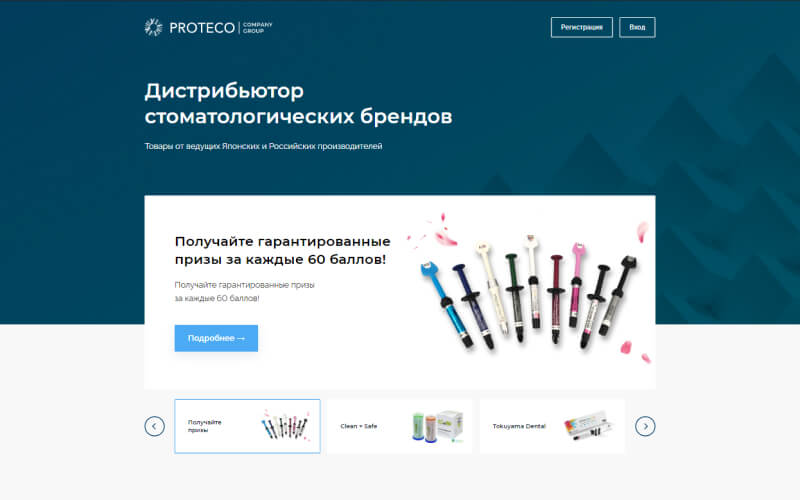 PROTECO
COMPANY
GROUP
Регистрация
Вход
Дистрибьютор
стоматологических брендов
Товары от ведущих Японских и Российских производителей
Получайте гарантированные
призы за каждые 60 баллов!
Получайте гарантированные призы
за каждые 60 баллов!
Подробнее →
Получайте
призы
Clean + Safe
Tokuyama Dental